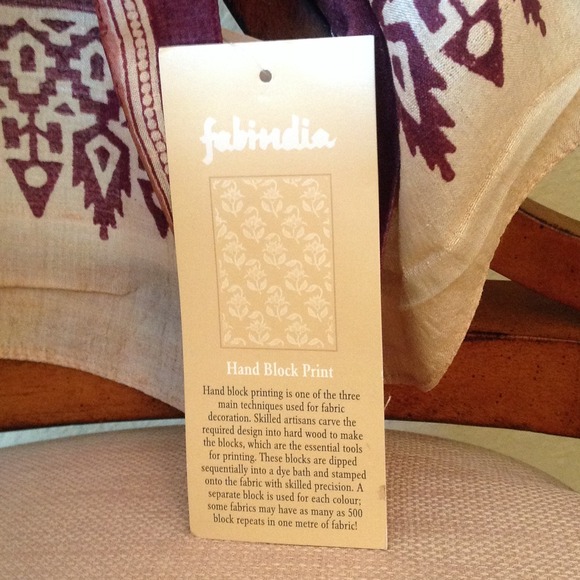 fabindia
Hand Block Print
Hand block printing is one of the three
main techniques used for fabric
decoration. Skilled artisans carve the
required design into hard wood to make
the blocks, which are the essential tools
for printing. These blocks are dipped
sequentially into a dye bath and stamped
onto the fabric with skilled precision. A
separate block is used for each colour;
some fabrics may have as many as 500
block repeats in one metre of fabric!